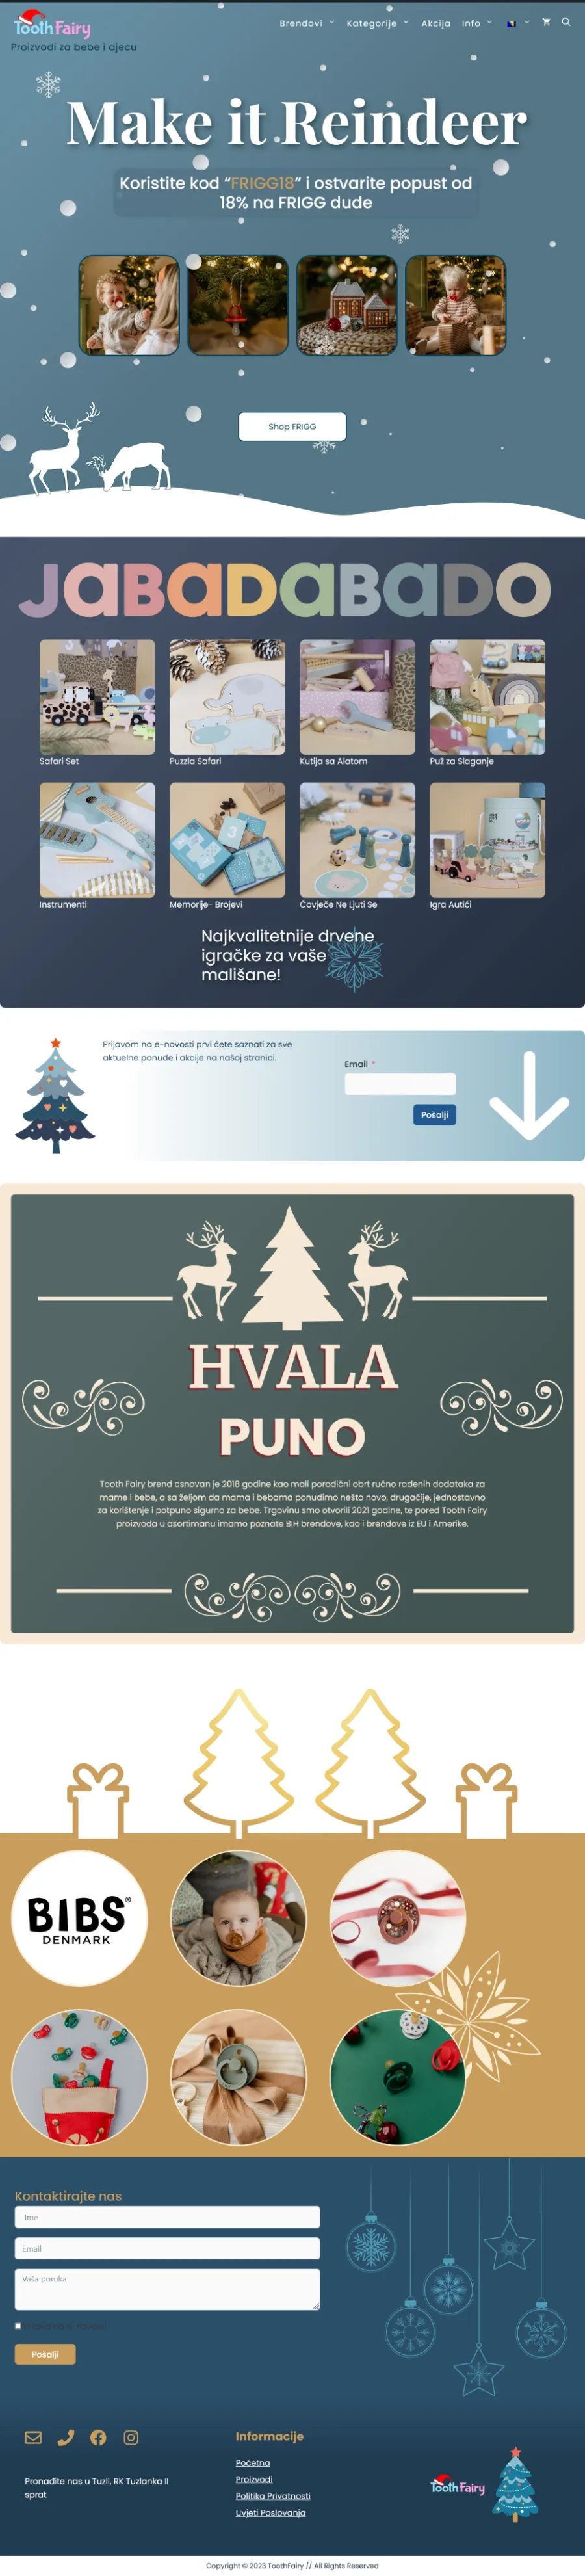 Tooth Fairy
Proizvodi za bebe i djecu
Brendovi
Kategorije
Akcija
Info
Make it Reindeer
Koristite kod “FRIGG18” i ostvarite popust od
18% na FRIGG dude
Shop FRIGG
JABADABADO
Safari Set
Puzzla Safari
Kutija sa Alatom
Puž za Slaganje
3
Instrumenti
Memorije- Brojevi
Čovječe Ne Ljuti Se
Igra Autići
Najkvalitetnije drvene
igračke za vaše
mališane!
Prijavom na e-novosti prvi ćete saznati za sve
aktuelne ponude i akcije na našoj stranici.
Email *
Pošalji
HVALA
PUNO
Tooth Fairy brend osnovan je 2018 godine kao mali porodični obrt ručno rađenih dodataka za
mame i bebe, a sa željom da mama i bebama ponudimo nešto novo, drugačije, jednostavno
za korištenje i potpuno sigurno za bebe. Trgovinu smo otvorili 2021 godine, te pored Tooth Fairy
proizvoda u asortimanu imamo poznate BIH brendove, kao i brendove iz EU i Amerike.
BIBS®
DENMARK
Kontaktirajte nas
Ime
Email
Vaša poruka
Pošalji
Informacije
Početna
Proizvodi
Politika Privatnosti
Uvjeti Poslovanja
Pronađite nas u Tuzli, RK Tuzlanka II
sprat
Tooth Fairy
Copyright © 2023 ToothFairy // All Rights Reserved